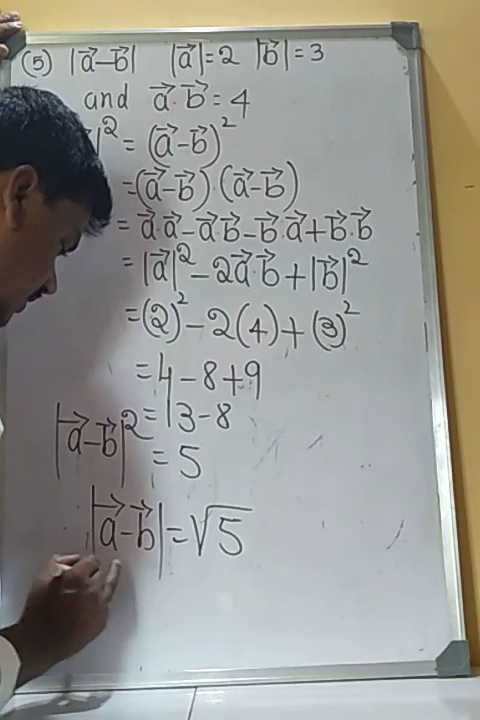 (5) |a⃗-b⃗| |a⃗|=2 |b⃗|=3
and a⃗·b⃗=4
|² = (a⃗-b⃗)²
=(a⃗-b⃗)·(a⃗-b⃗)
= a⃗·a⃗-a⃗·b⃗-b⃗·a⃗+b⃗·b⃗
= |a⃗|²-2a⃗·b⃗+|b⃗|²
=(2)²-2(4)+(3)²
=4-8+9
=13-8
|a⃗-b⃗|² = 5
|a⃗-b⃗|=√5